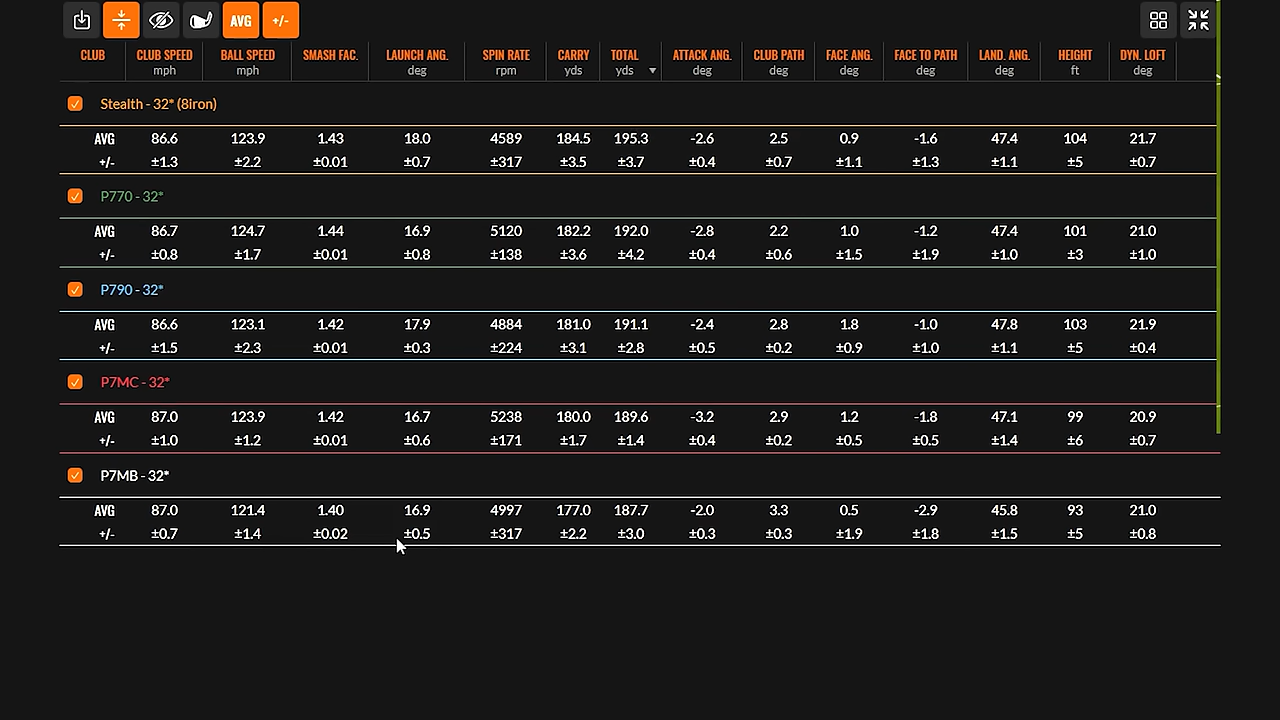 AVG +/-
CLUB CLUB SPEED BALL SPEED SMASH FAC. LAUNCH ANG. SPIN RATE CARRY TOTAL ATTACK ANG. CLUB PATH FACE ANG. FACE TO PATH LAND. ANG. HEIGHT DYN. LOFT
mph mph deg rpm yds yds deg deg deg deg deg ft deg
Stealth - 32* (8iron)
AVG 86.6 123.9 1.43 18.0 4589 184.5 195.3 -2.6 2.5 0.9 -1.6 47.4 104 21.7
+/- ±1.3 ±2.2 ±0.01 ±0.7 ±317 ±3.5 ±3.7 ±0.4 ±0.7 ±1.1 ±1.3 ±1.1 ±5 ±0.7
P770 - 32*
AVG 86.7 124.7 1.44 16.9 5120 182.2 192.0 -2.8 2.2 1.0 -1.2 47.4 101 21.0
+/- ±0.8 ±1.7 ±0.01 ±0.8 ±138 ±3.6 ±4.2 ±0.4 ±0.6 ±1.5 ±1.9 ±1.0 ±3 ±1.0
P790 - 32*
AVG 86.6 123.1 1.42 17.9 4884 181.0 191.1 -2.4 2.8 1.8 -1.0 47.8 103 21.9
+/- ±1.5 ±2.3 ±0.01 ±0.3 ±224 ±3.1 ±2.8 ±0.5 ±0.2 ±0.9 ±1.0 ±1.1 ±5 ±0.4
P7MC - 32*
AVG 87.0 123.9 1.42 16.7 5238 180.0 189.6 -3.2 2.9 1.2 -1.8 47.1 99 20.9
+/- ±1.0 ±1.2 ±0.01 ±0.6 ±171 ±1.7 ±1.4 ±0.4 ±0.2 ±0.5 ±0.5 ±1.4 ±6 ±0.7
P7MB - 32*
AVG 87.0 121.4 1.40 16.9 4997 177.0 187.7 -2.0 3.3 0.5 -2.9 45.8 93 21.0
+/- ±0.7 ±1.4 ±0.02 ±0.5 ±317 ±2.2 ±3.0 ±0.3 ±0.3 ±1.9 ±1.8 ±1.5 ±5 ±0.8